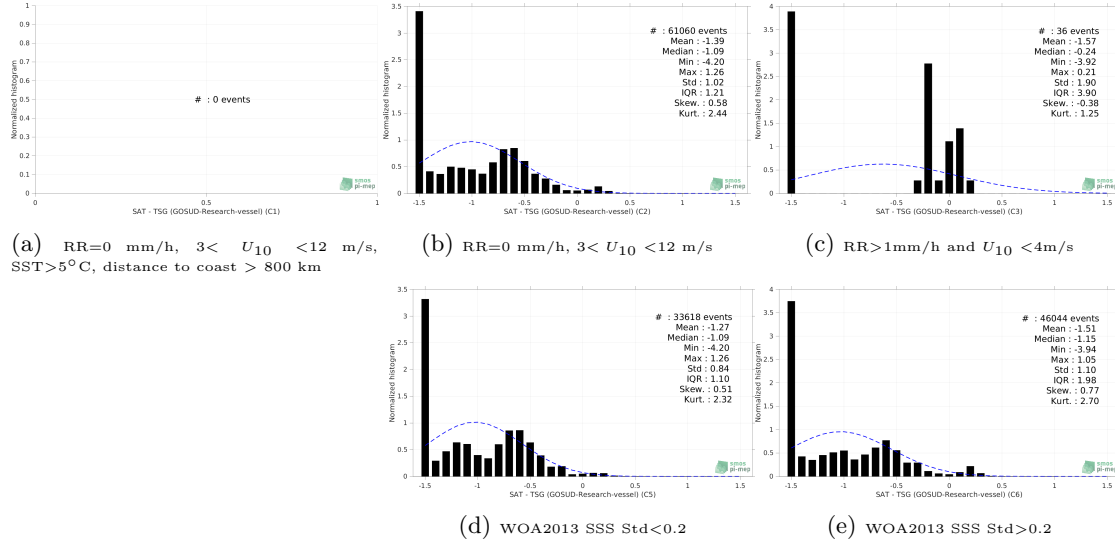 1
0.9
0.8
0.7
0.6
0.5
0.4
0.3
0.2
0.1
0
Normalized histogram
# : 0 events
smos
pi-mep
0 0.5 1
SAT - TSG (GOSUD-Research-vessel) (C1)
(a) RR=0 mm/h, 3< U10 <12 m/s,
SST>5°C, distance to coast > 800 km
3.5
3
2.5
2
1.5
1
0.5
0
Normalized histogram
# : 61060 events
Mean : -1.39
Median : -1.09
Min : -4.20
Max : 1.26
Std : 1.02
IQR : 1.21
Skew. : 0.58
Kurt. : 2.44
smos
pi-mep
-1.5 -1 -0.5 0 0.5 1 1.5
SAT - TSG (GOSUD-Research-vessel) (C2)
(b) RR=0 mm/h, 3< U10 <12 m/s
4
3.5
3
2.5
2
1.5
1
0.5
0
Normalized histogram
# : 36 events
Mean : -1.57
Median : -0.24
Min : -3.92
Max : 0.21
Std : 1.90
IQR : 3.90
Skew. : -0.38
Kurt. : 1.25
smos
pi-mep
-1.5 -1 -0.5 0 0.5 1 1.5
SAT - TSG (GOSUD-Research-vessel) (C3)
(c) RR>1mm/h and U10 <4m/s
3.5
3
2.5
2
1.5
1
0.5
0
Normalized histogram
# : 33618 events
Mean : -1.27
Median : -1.09
Min : -4.20
Max : 1.26
Std : 0.84
IQR : 1.10
Skew. : 0.51
Kurt. : 2.32
smos
pi-mep
-1.5 -1 -0.5 0 0.5 1 1.5
SAT - TSG (GOSUD-Research-vessel) (C5)
(d) WOA2013 SSS Std<0.2
4
3.5
3
2.5
2
1.5
1
0.5
0
Normalized histogram
# : 46044 events
Mean : -1.51
Median : -1.15
Min : -3.94
Max : 1.05
Std : 1.10
IQR : 1.98
Skew. : 0.77
Kurt. : 2.70
smos
pi-mep
-1.5 -1 -0.5 0 0.5 1 1.5
SAT - TSG (GOSUD-Research-vessel) (C6)
(e) WOA2013 SSS Std>0.2